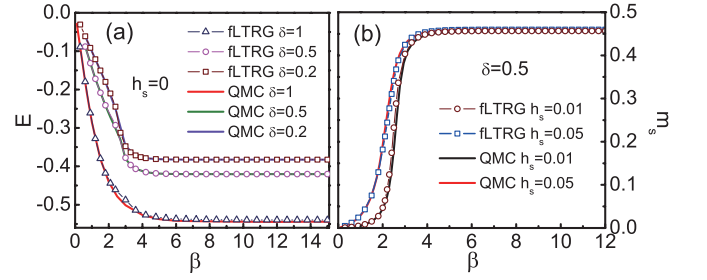 (a)
0.0
-0.1
-0.2
-0.3
-0.4
-0.5
E
h_s=0
fLTRG δ=1
fLTRG δ=0.5
fLTRG δ=0.2
QMC δ=1
QMC δ=0.5
QMC δ=0.2
0 2 4 6 8 10 12 14
β
(b)
δ=0.5
fLTRG h_s=0.01
fLTRG h_s=0.05
QMC h_s=0.01
QMC h_s=0.05
0.5
0.4
0.3
0.2
0.1
0.0
m_s
0 2 4 6 8 10 12
β